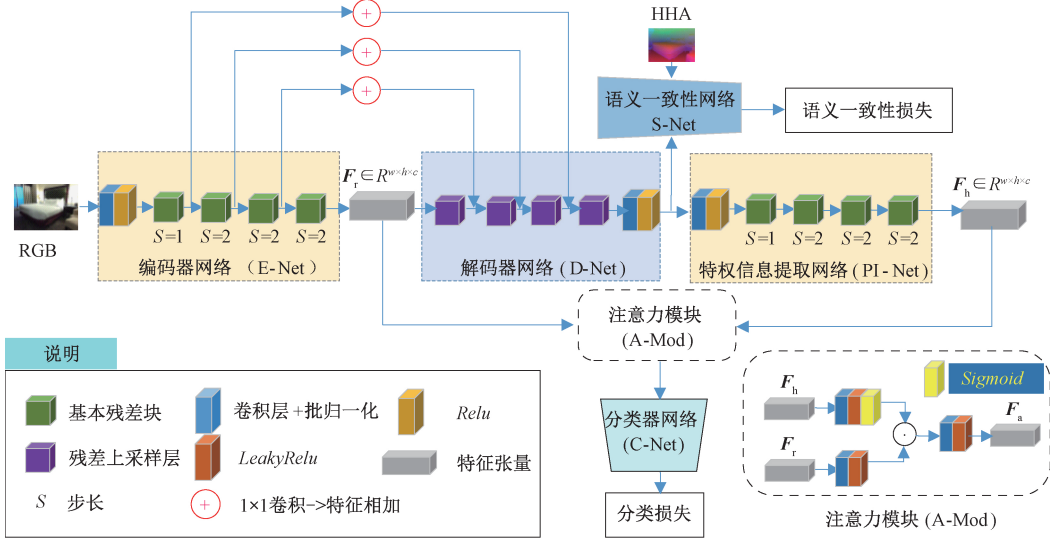 HHA
语义一致性网络
S-Net
语义一致性损失
RGB
S=1
S=2
S=2
S=2
编码器网络 (E-Net)
Fr∈R^{w×h×c}
解码器网络 (D-Net)
S=1
S=2
S=2
S=2
特权信息提取网络 (PI-Net)
Fh∈R^{w×h×c}
注意力模块
(A-Mod)
分类器网络
(C-Net)
分类损失
说明
基本残差块
卷积层+批归一化
Relu
残差上采样层
LeakyRelu
特征张量
S 步长
+ 1×1卷积->特征相加
Sigmoid
Fh
Fr
Fa
注意力模块 (A-Mod)